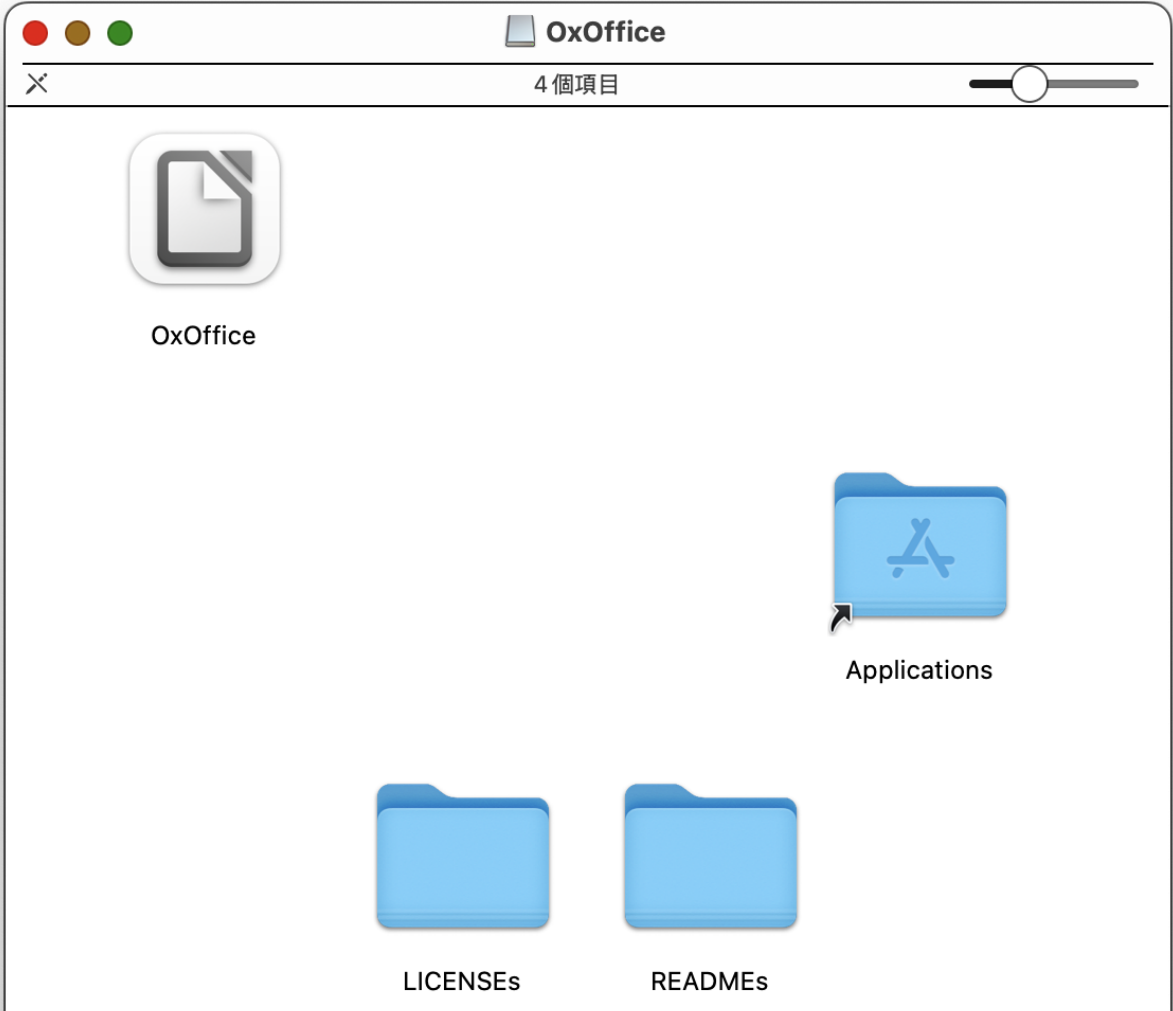 OxOffice
4 個項目
OxOffice
Applications
LICENSEs
READMEs